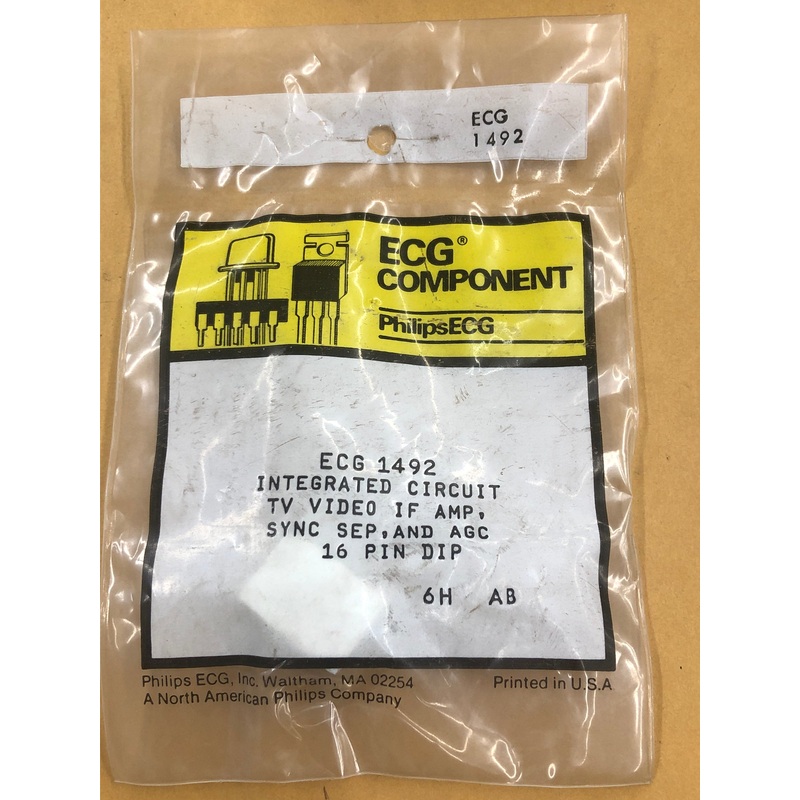 ECG
1492
ECG®
COMPONENT
PhilipsECG
ECG 1492
INTEGRATED CIRCUIT
TV VIDEO IF AMP,
SYNC SEP,AND AGC
16 PIN DIP
6H AB
Philips ECG, Inc. Waltham, MA 02254 Printed in U.S.A
A North American Philips Company